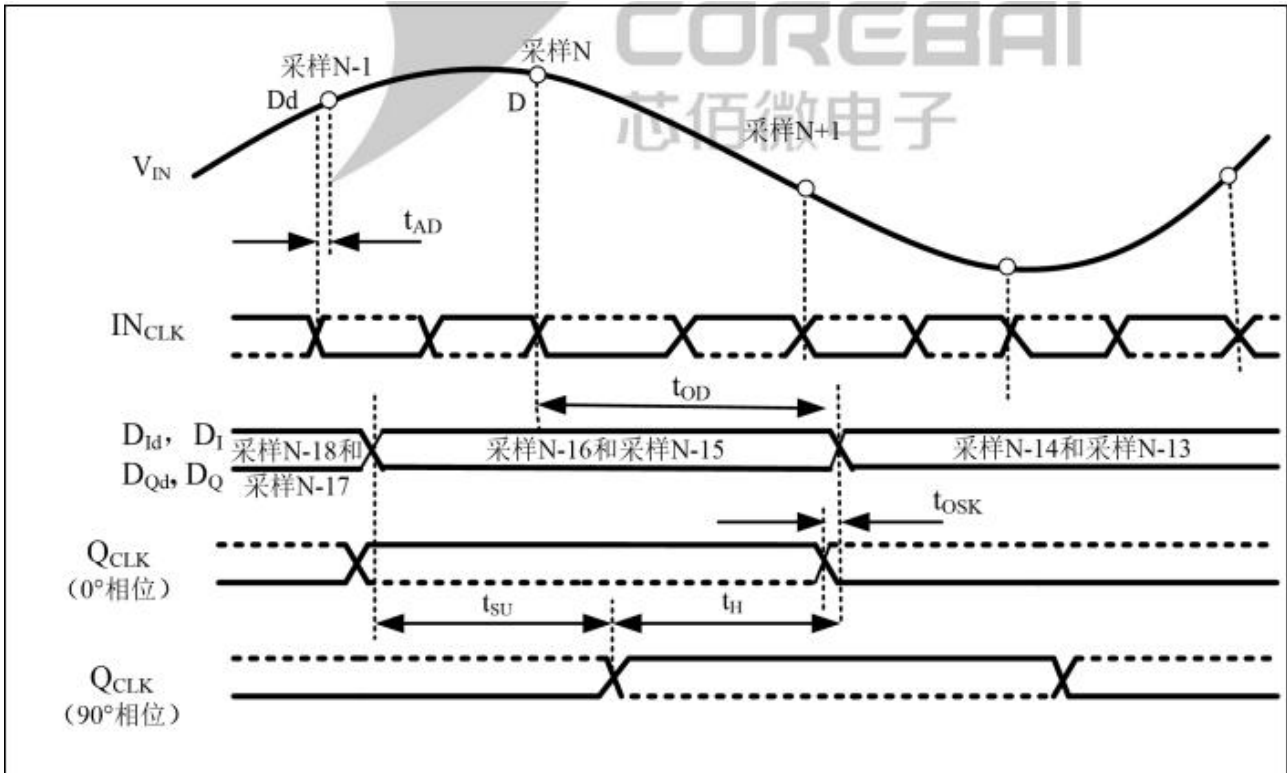 COREBAI
芯佰微电子
采样N-1
采样N
Dd
D
采样N+1
VIN
tAD
INCLK
tOD
DId, DI
DQd, DQ
采样N-18和
采样N-17
采样N-16和采样N-15
采样N-14和采样N-13
tOSK
QCLK
（0°相位）
tSU
tH
QCLK
（90°相位）